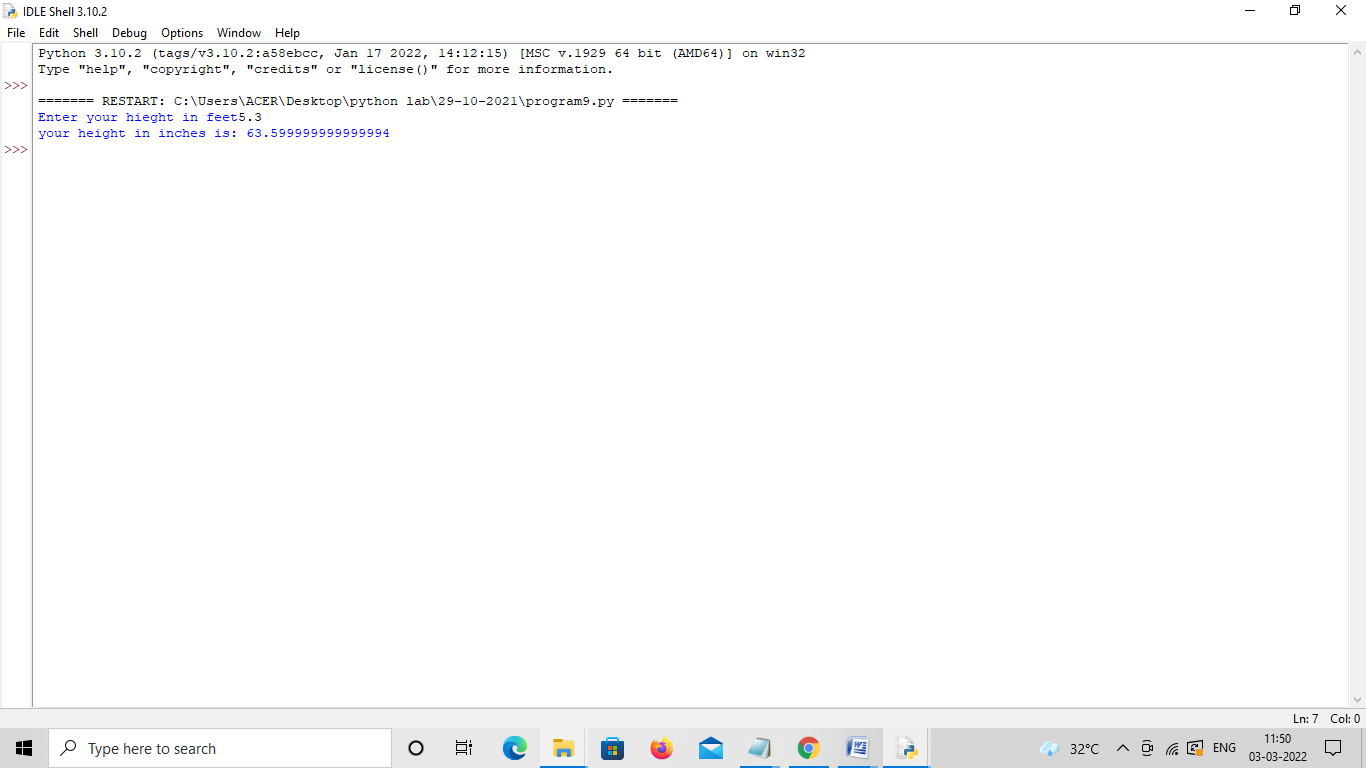 IDLE Shell 3.10.2
File Edit Shell Debug Options Window Help
Python 3.10.2 (tags/v3.10.2:a58ebcc, Jan 17 2022, 14:12:15) [MSC v.1929 64 bit (AMD64)] on win32
Type "help", "copyright", "credits" or "license()" for more information.
>>>
======= RESTART: C:\Users\ACER\Desktop\python lab\29-10-2021\program9.py =======
Enter your hieght in feet5.3
your height in inches is: 63.599999999999994
>>>
Ln: 7 Col: 0
Type here to search
32°C
ENG
11:50
03-03-2022